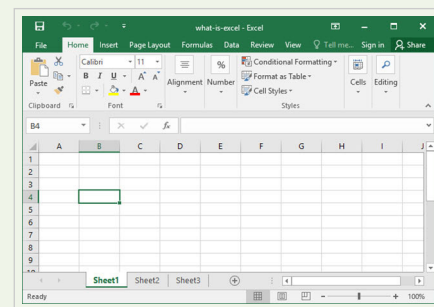 what-is-excel - Excel
File Home Insert Page Layout Formulas Data Review View Tell me... Sign in Share
Calibri 11
Paste B I U A A Alignment Number % Conditional Formatting Format as Table Cell Styles Cells Editing
Clipboard Font Styles
B4 fx
A B C D E F G H I J
1
2
3
4
5
6
7
8
9
10
Sheet1 Sheet2 Sheet3
Ready 100%